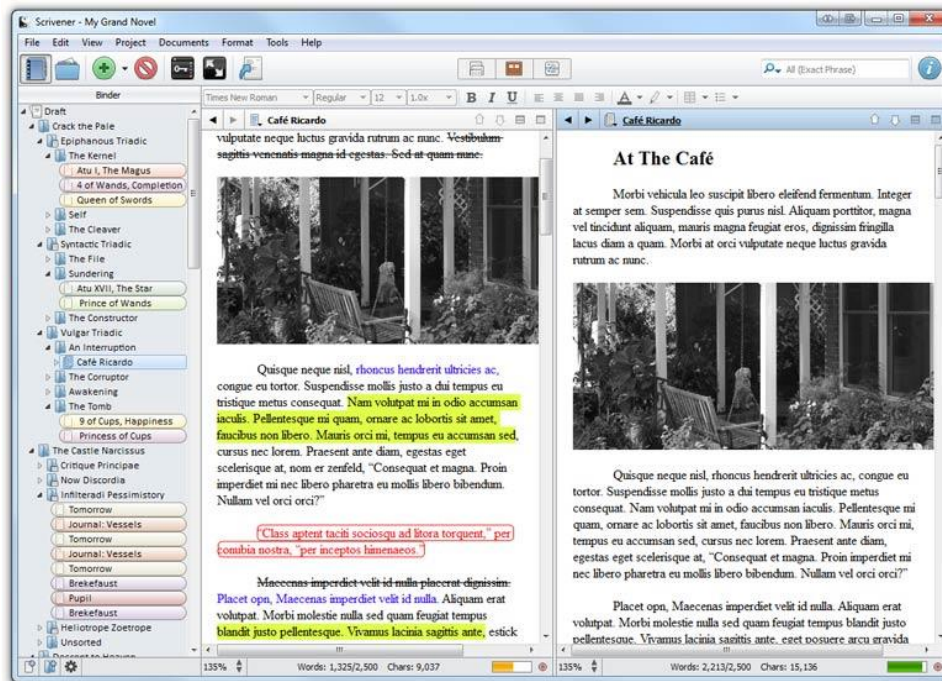 Scrivener - My Grand Novel
File Edit View Project Documents Format Tools Help
All (Exact Phrase)
Binder
Times New Roman Regular 12 1.0x B I U A
Draft
Crack the Pale
Epiphanous Triadic
The Kernel
Atu I, The Magus
4 of Wands, Completion
Queen of Swords
Self
The Cleaver
Syntactic Triadic
The File
Sundering
Atu XVII, The Star
Prince of Wands
The Constructor
Vulgar Triadic
An Interruption
Café Ricardo
The Corruptor
Awakening
The Tomb
9 of Cups, Happiness
Princess of Cups
The Castle Narcissus
Critique Principae
Now Discordia
Infilteradi Pessimistory
Tomorrow
Journal: Vessels
Tomorrow
Journal: Vessels
Tomorrow
Brekefaust
Pupil
Brekefaust
Heliotrope Zoetrope
Unsorted
Café Ricardo
vulputate neque luctus gravida rutrum ac nunc. Vestibulum
sagittis venenatis magna id egestas. Sed at quam nunc.
Quisque neque nisl, rhoncus hendrerit ultricies ac,
congue eu tortor. Suspendisse mollis justo a dui tempus eu
tristique metus consequat. Nam volutpat mi in odio accumsan
iaculis. Pellentesque mi quam, ornare ac lobortis sit amet,
faucibus non libero. Mauris orci mi, tempus eu accumsan sed,
cursus nec lorem. Praesent ante diam, egestas eget
scelerisque at, nom er zenfeld, “Consequat et magna. Proin
imperdiet mi nec libero pharetra eu mollis libero bibendum.
Nullam vel orci orci?”
“Class aptent taciti sociosqu ad litora torquent,” per
conubia nostra, “per inceptos himenaeos.”
Maecenas imperdiet velit id nulla placerat dignissim.
Placet opn, Maecenas imperdiet velit id nulla. Aliquam erat
volutpat. Morbi molestie nulla sed quam feugiat tempus
blandit justo pellentesque. Vivamus lacinia sagittis ante, estick
135% Words: 1,325/2,500 Chars: 9,037
Café Ricardo
At The Café
Morbi vehicula leo suscipit libero eleifend fermentum. Integer
at semper sem. Suspendisse quis purus nisl. Aliquam porttitor, magna
vel tincidunt aliquam, mauris magna feugiat eros, dignissim fringilla
lacus diam a quam. Morbi at orci vulputate neque luctus gravida
rutrum ac nunc.
Quisque neque nisl, rhoncus hendrerit ultricies ac, congue eu
tortor. Suspendisse mollis justo a dui tempus eu tristique metus
consequat. Nam volutpat mi in odio accumsan iaculis. Pellentesque mi
quam, ornare ac lobortis sit amet, faucibus non libero. Mauris orci mi,
tempus eu accumsan sed, cursus nec lorem. Praesent ante diam,
egestas eget scelerisque at, “Consequat et magna. Proin imperdiet mi
nec libero pharetra eu mollis libero bibendum. Nullam vel orci orci?”
Placet opn, Maecenas imperdiet velit id nulla. Aliquam erat
volutpat. Morbi molestie nulla sed quam feugiat tempus blandit justo
pellentesque. Vivamus lacinia sagittis ante, eget posuere arcu gravida
135% Words: 2,213/2,500 Chars: 15,136